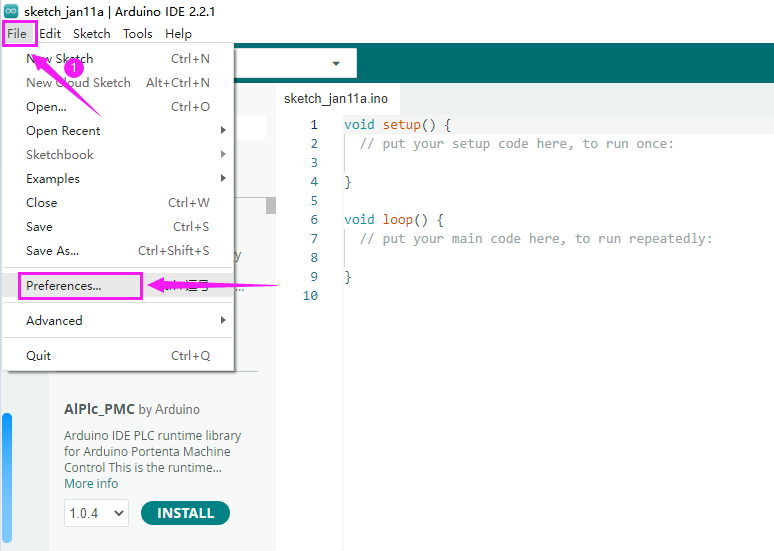 sketch_jan11a | Arduino IDE 2.2.1
File Edit Sketch Tools Help
New Sketch Ctrl+N
1
New Cloud Sketch Alt+Ctrl+N
Open... Ctrl+O
Open Recent
Sketchbook
Examples
Close Ctrl+W
Save Ctrl+S
Save As... Ctrl+Shift+S
Preferences...
Advanced
Quit Ctrl+Q
AlPlc_PMC by Arduino
Arduino IDE PLC runtime library
for Arduino Portenta Machine
Control This is the runtime...
More info
1.0.4 INSTALL
sketch_jan11a.ino
1 void setup() {
2 // put your setup code here, to run once:
3
4 }
5
6 void loop() {
7 // put your main code here, to run repeatedly:
8
9 }
10